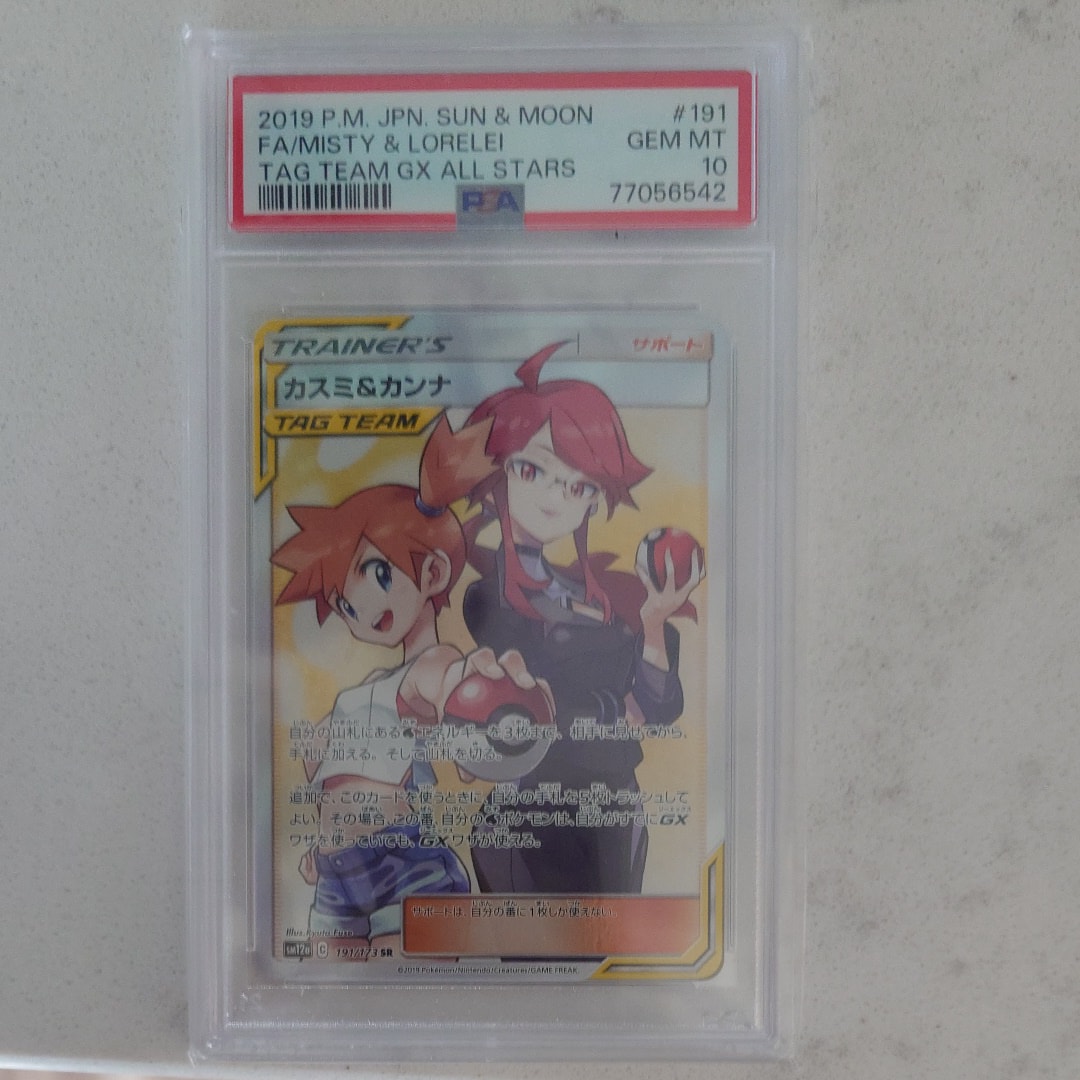 2019 P.M. JPN. SUN & MOON #191
FA/MISTY & LORELEI GEM MT
TAG TEAM GX ALL STARS 10
PSA 77056542
TRAINER'S サポート
カスミ&カンナ
TAG TEAM
自分の山札にあるエネルギーを3枚まで、相手に見せてから、
手札に加える。そして山札を切る。
追加で、このカードを使うときに、自分の手札を5枚トラッシュして
よい。その場合、この番、自分のポケモンは、自分がすでにGX
ワザを使っていても、GXワザが使える。
サポートは、自分の番に1枚しか使えない。
Illus. Ryuta Fuse
SM12a C 191/173 SR
©2019 Pokémon/Nintendo/Creatures/GAME FREAK.